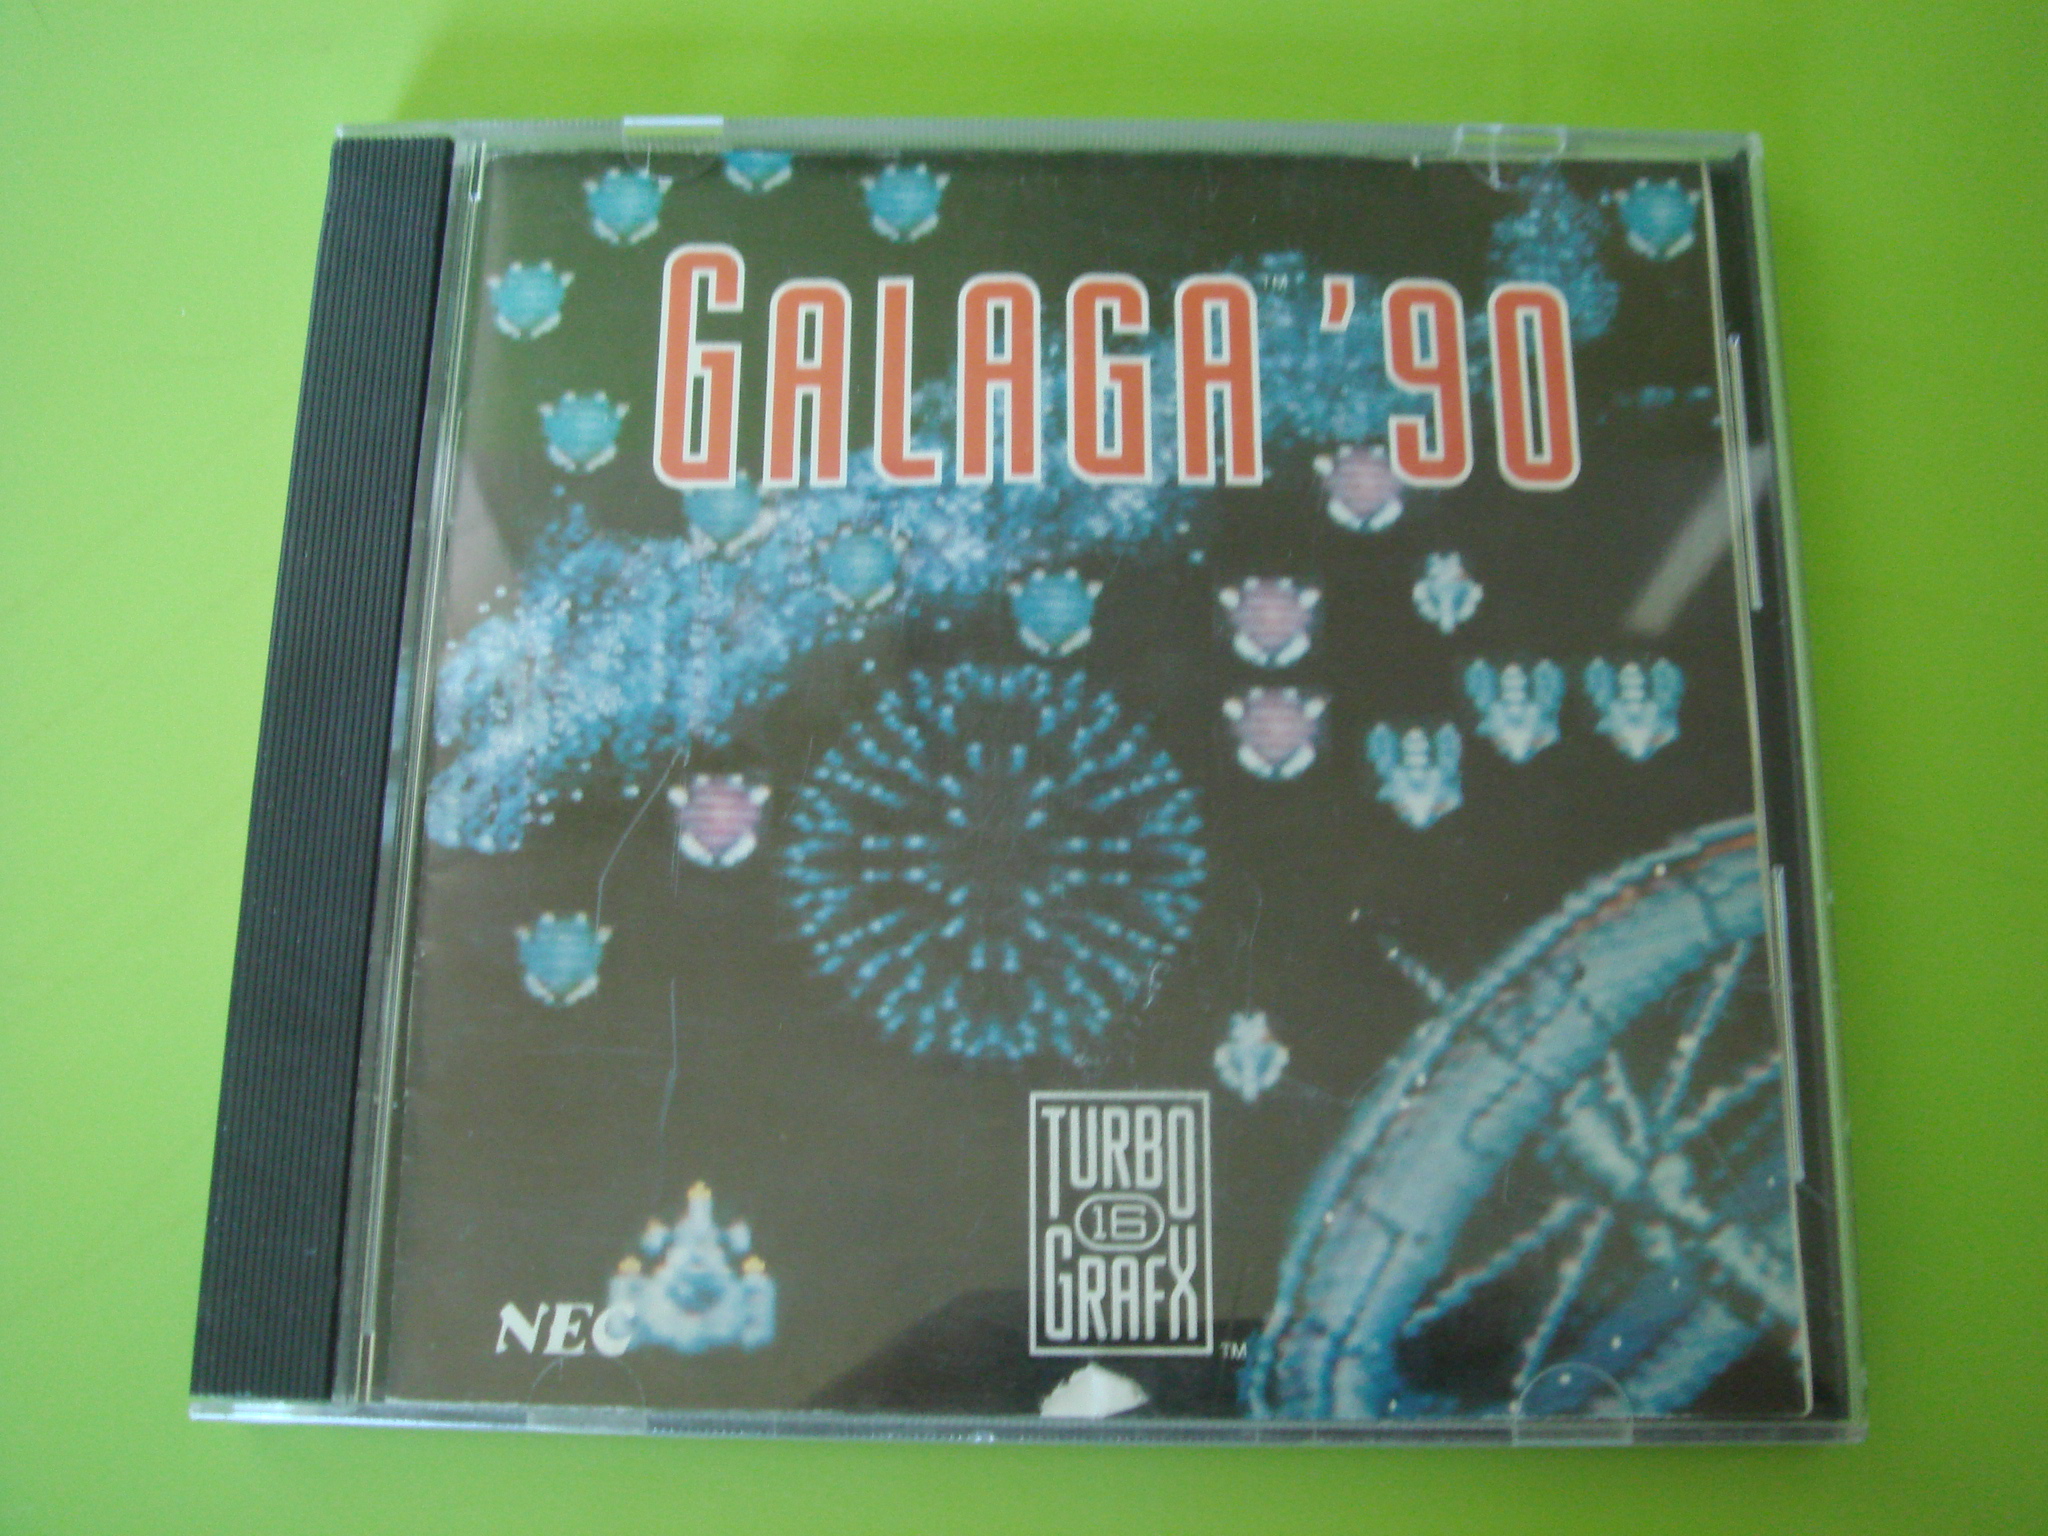 GALAGA™ '90
TURBO
16
GRAFX
™
NEC